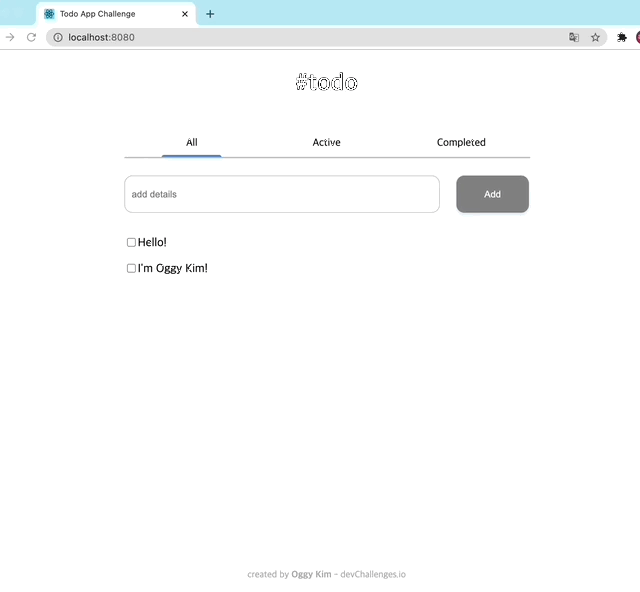 Todo App Challenge
localhost:8080
#todo
All Active Completed
add details Add
Hello!
I'm Oggy Kim!
created by Oggy Kim - devChallenges.io